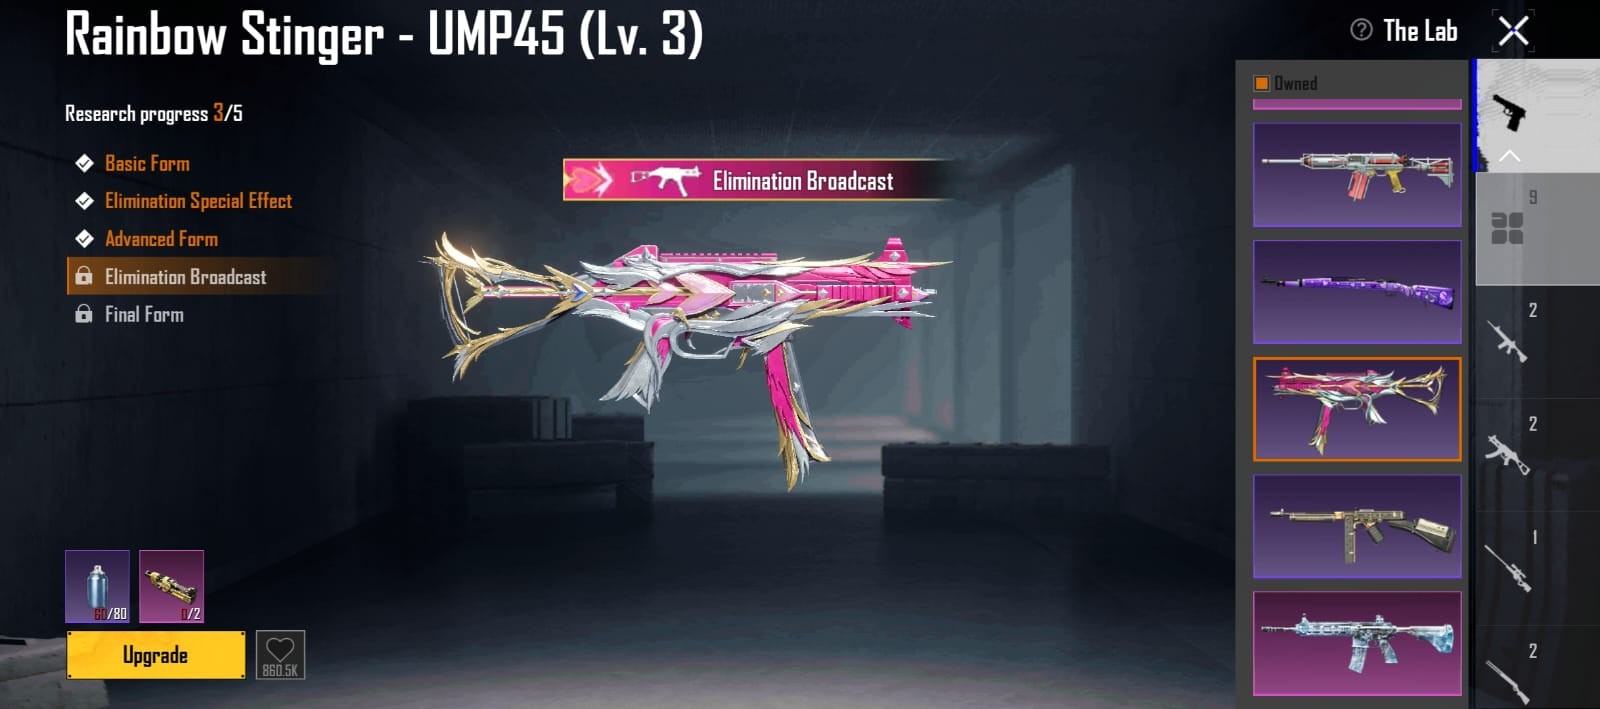 Rainbow Stinger - UMP45 (Lv. 3)
The Lab
Research progress 3/5
Basic Form
Elimination Special Effect
Advanced Form
Elimination Broadcast
Final Form
Elimination Broadcast
60/80
0/2
Upgrade
860.5K
Owned
9
2
2
1
2